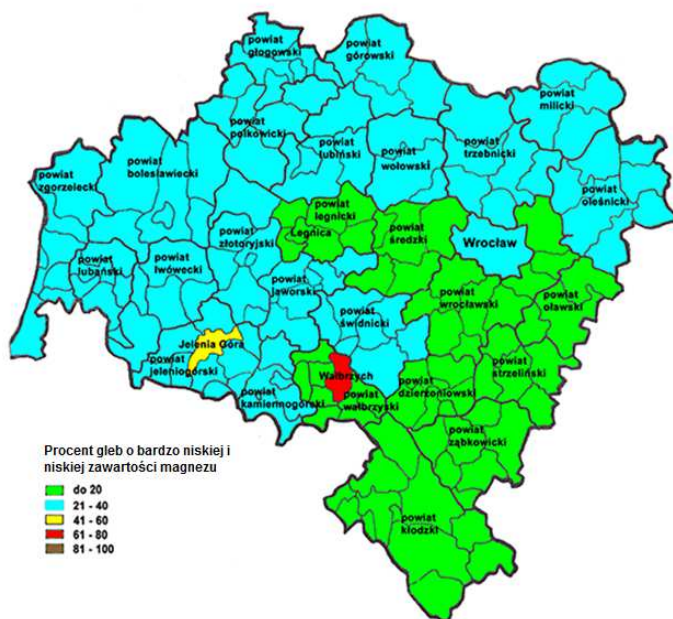 powiat
głogowski
powiat
górowski
powiat
milicki
powiat
polkowicki
powiat
lubiński
powiat
wołowski
powiat
trzebnicki
powiat
zgorzelecki
powiat
bolesławiecki
powiat
oleśnicki
powiat
legnicki
Legnica
powiat
złotoryjski
powiat
średzki
Wrocław
powiat
lubański
powiat
lwówecki
powiat
jaworski
powiat
wrocławski
powiat
oławski
powiat
świdnicki
Jelenia Góra
powiat
jeleniogórski
Wałbrzych
powiat
kamiennogórski
powiat
wałbrzyski
powiat
dzierżoniowski
powiat
strzeliński
powiat
ząbkowicki
powiat
kłodzki
Procent gleb o bardzo niskiej i
niskiej zawartości magnezu
do 20
21 - 40
41 - 60
61 - 80
81 - 100